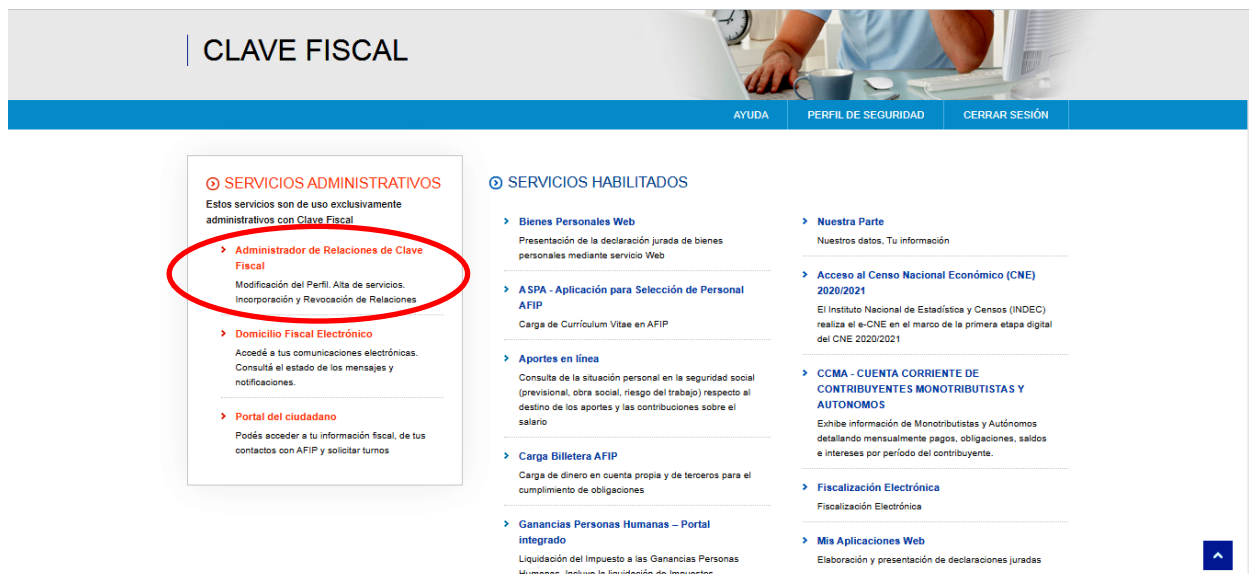 CLAVE FISCAL
AYUDA
PERFIL DE SEGURIDAD
CERRAR SESIÓN
SERVICIOS ADMINISTRATIVOS
Estos servicios son de uso exclusivamente
administrativos con Clave Fiscal
Administrador de Relaciones de Clave
Fiscal
Modificación del Perfil. Alta de servicios.
Incorporación y Revocación de Relaciones
Domicilio Fiscal Electrónico
Accedé a tus comunicaciones electrónicas.
Consultá el estado de los mensajes y
notificaciones.
Portal del ciudadano
Podés acceder a tu información fiscal, de tus
contactos con AFIP y solicitar turnos
SERVICIOS HABILITADOS
Bienes Personales Web
Presentación de la declaración jurada de bienes
personales mediante servicio Web
ASPA - Aplicación para Selección de Personal
AFIP
Carga de Currículum Vitae en AFIP
Aportes en línea
Consulta de la situación personal en la seguridad social
(previsional, obra social, riesgo del trabajo) respecto al
destino de los aportes y las contribuciones sobre el
salario
Carga Billetera AFIP
Carga de dinero en cuenta propia y de terceros para el
cumplimiento de obligaciones
Ganancias Personas Humanas – Portal
integrado
Liquidación del Impuesto a las Ganancias Personas
Humanas. Incluye la liquidación de Impuestos
Nuestra Parte
Nuestros datos, Tu información
Acceso al Censo Nacional Económico (CNE)
2020/2021
El Instituto Nacional de Estadística y Censos (INDEC)
realiza el e-CNE en el marco de la primera etapa digital
del CNE 2020/2021
CCMA - CUENTA CORRIENTE DE
CONTRIBUYENTES MONOTRIBUTISTAS Y
AUTONOMOS
Exhibe información de Monotributistas y Autónomos
detallando mensualmente pagos, obligaciones, saldos
e intereses por período del contribuyente.
Fiscalización Electrónica
Fiscalización Electrónica
Mis Aplicaciones Web
Elaboración y presentación de declaraciones juradas